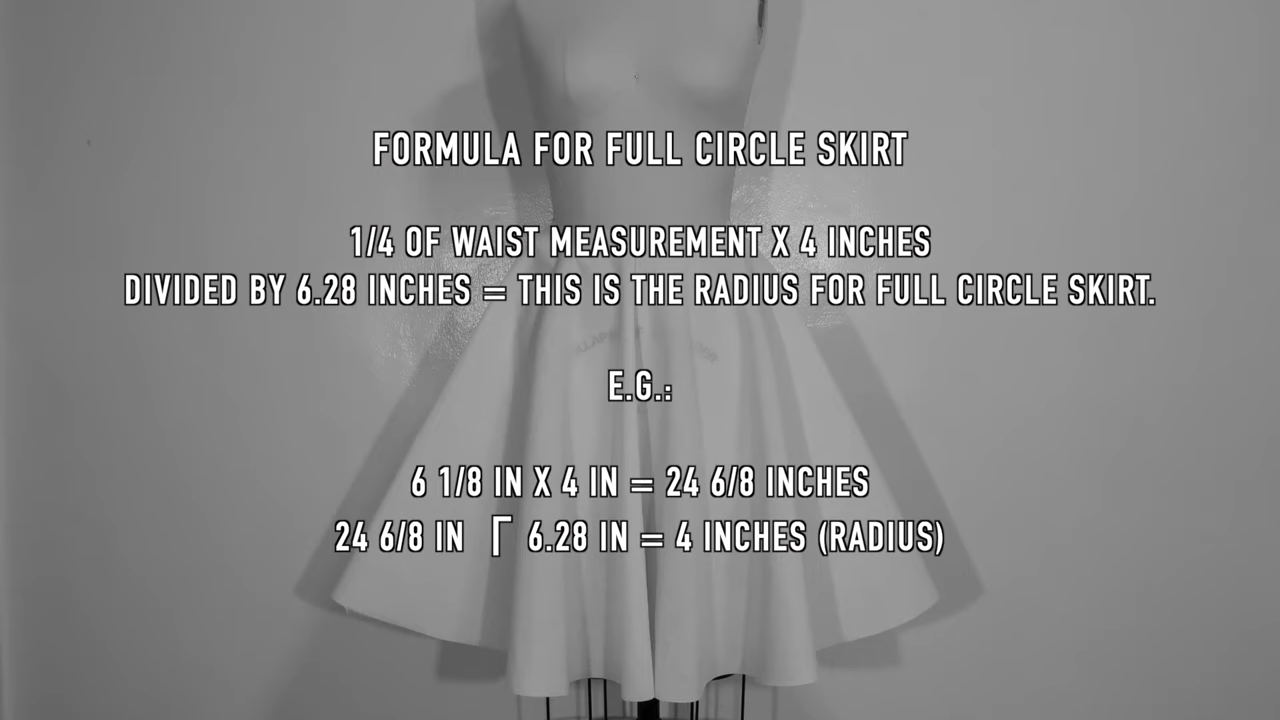 FORMULA FOR FULL CIRCLE SKIRT
1/4 OF WAIST MEASUREMENT X 4 INCHES
DIVIDED BY 6.28 INCHES = THIS IS THE RADIUS FOR FULL CIRCLE SKIRT.
E.G.:
6 1/8 IN X 4 IN = 24 6/8 INCHES
24 6/8 IN Γ 6.28 IN = 4 INCHES (RADIUS)